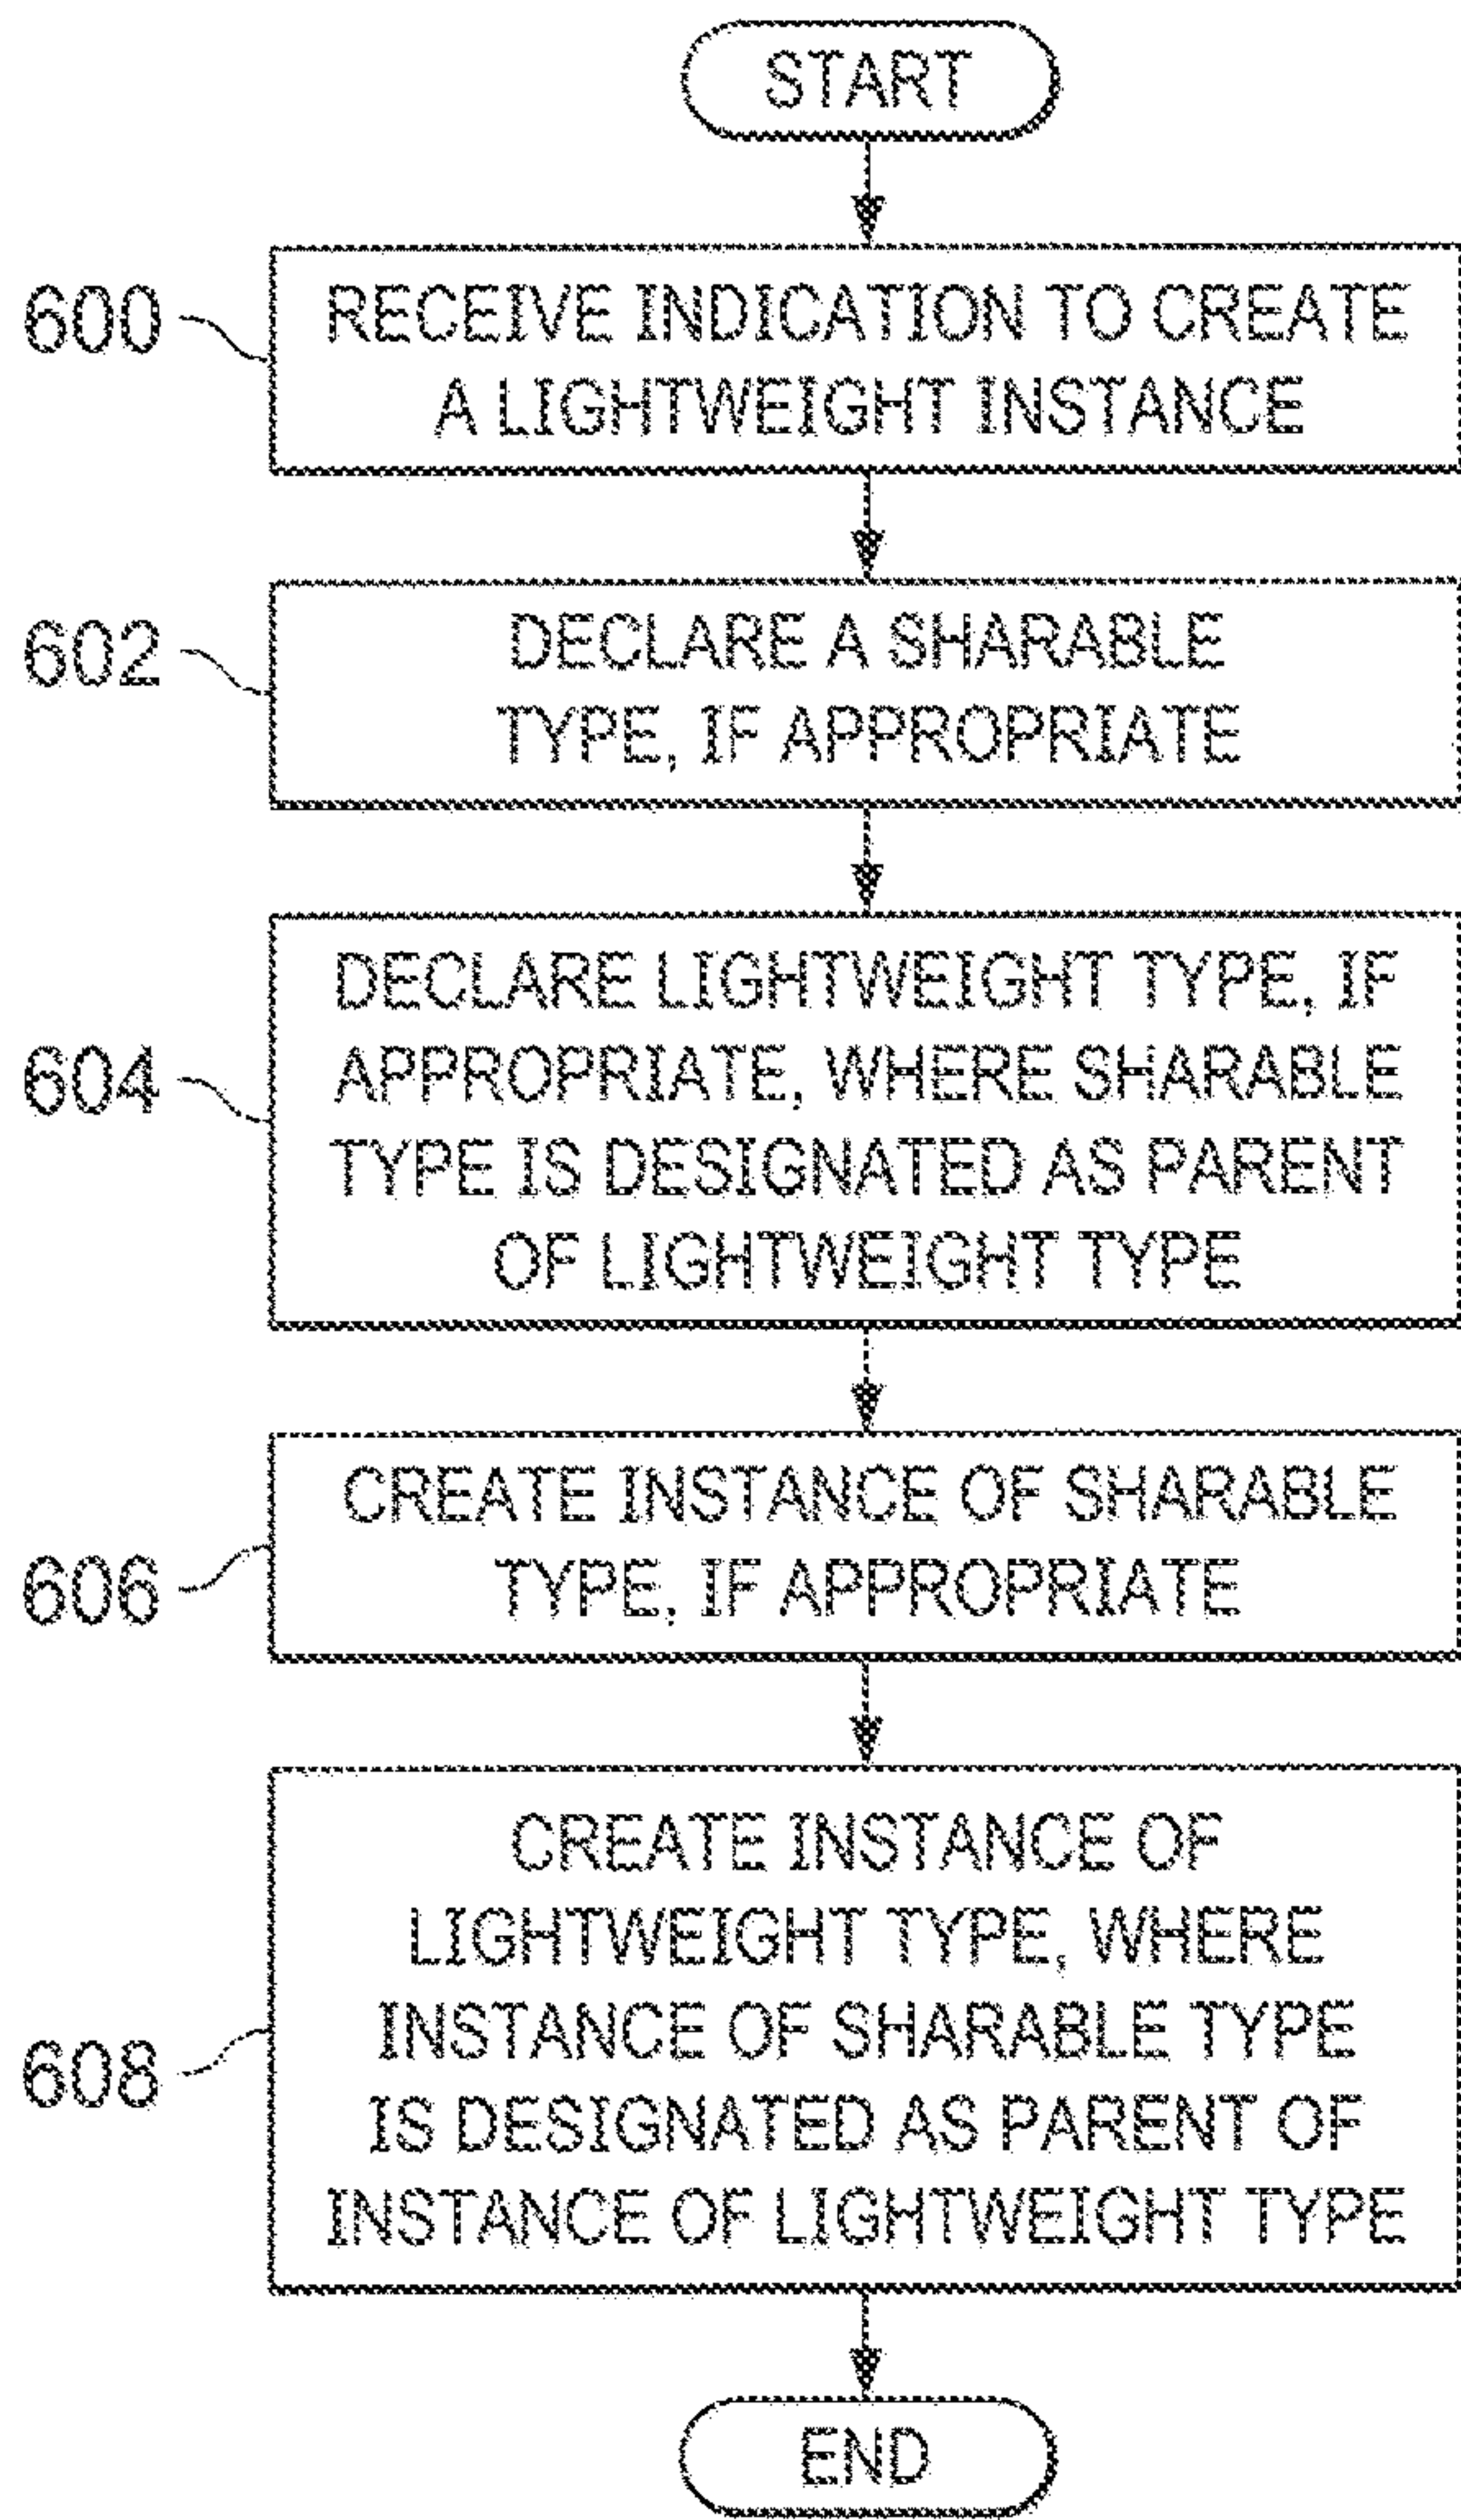 START
600
RECEIVE INDICATION TO CREATE
A LIGHTWEIGHT INSTANCE
602
DECLARE A SHARABLE
TYPE, IF APPROPRIATE
604
DECLARE LIGHTWEIGHT TYPE, IF
APPROPRIATE, WHERE SHARABLE
TYPE IS DESIGNATED AS PARENT
OF LIGHTWEIGHT TYPE
606
CREATE INSTANCE OF SHARABLE
TYPE, IF APPROPRIATE
608
CREATE INSTANCE OF
LIGHTWEIGHT TYPE, WHERE
INSTANCE OF SHARABLE TYPE
IS DESIGNATED AS PARENT OF
INSTANCE OF LIGHTWEIGHT TYPE
END